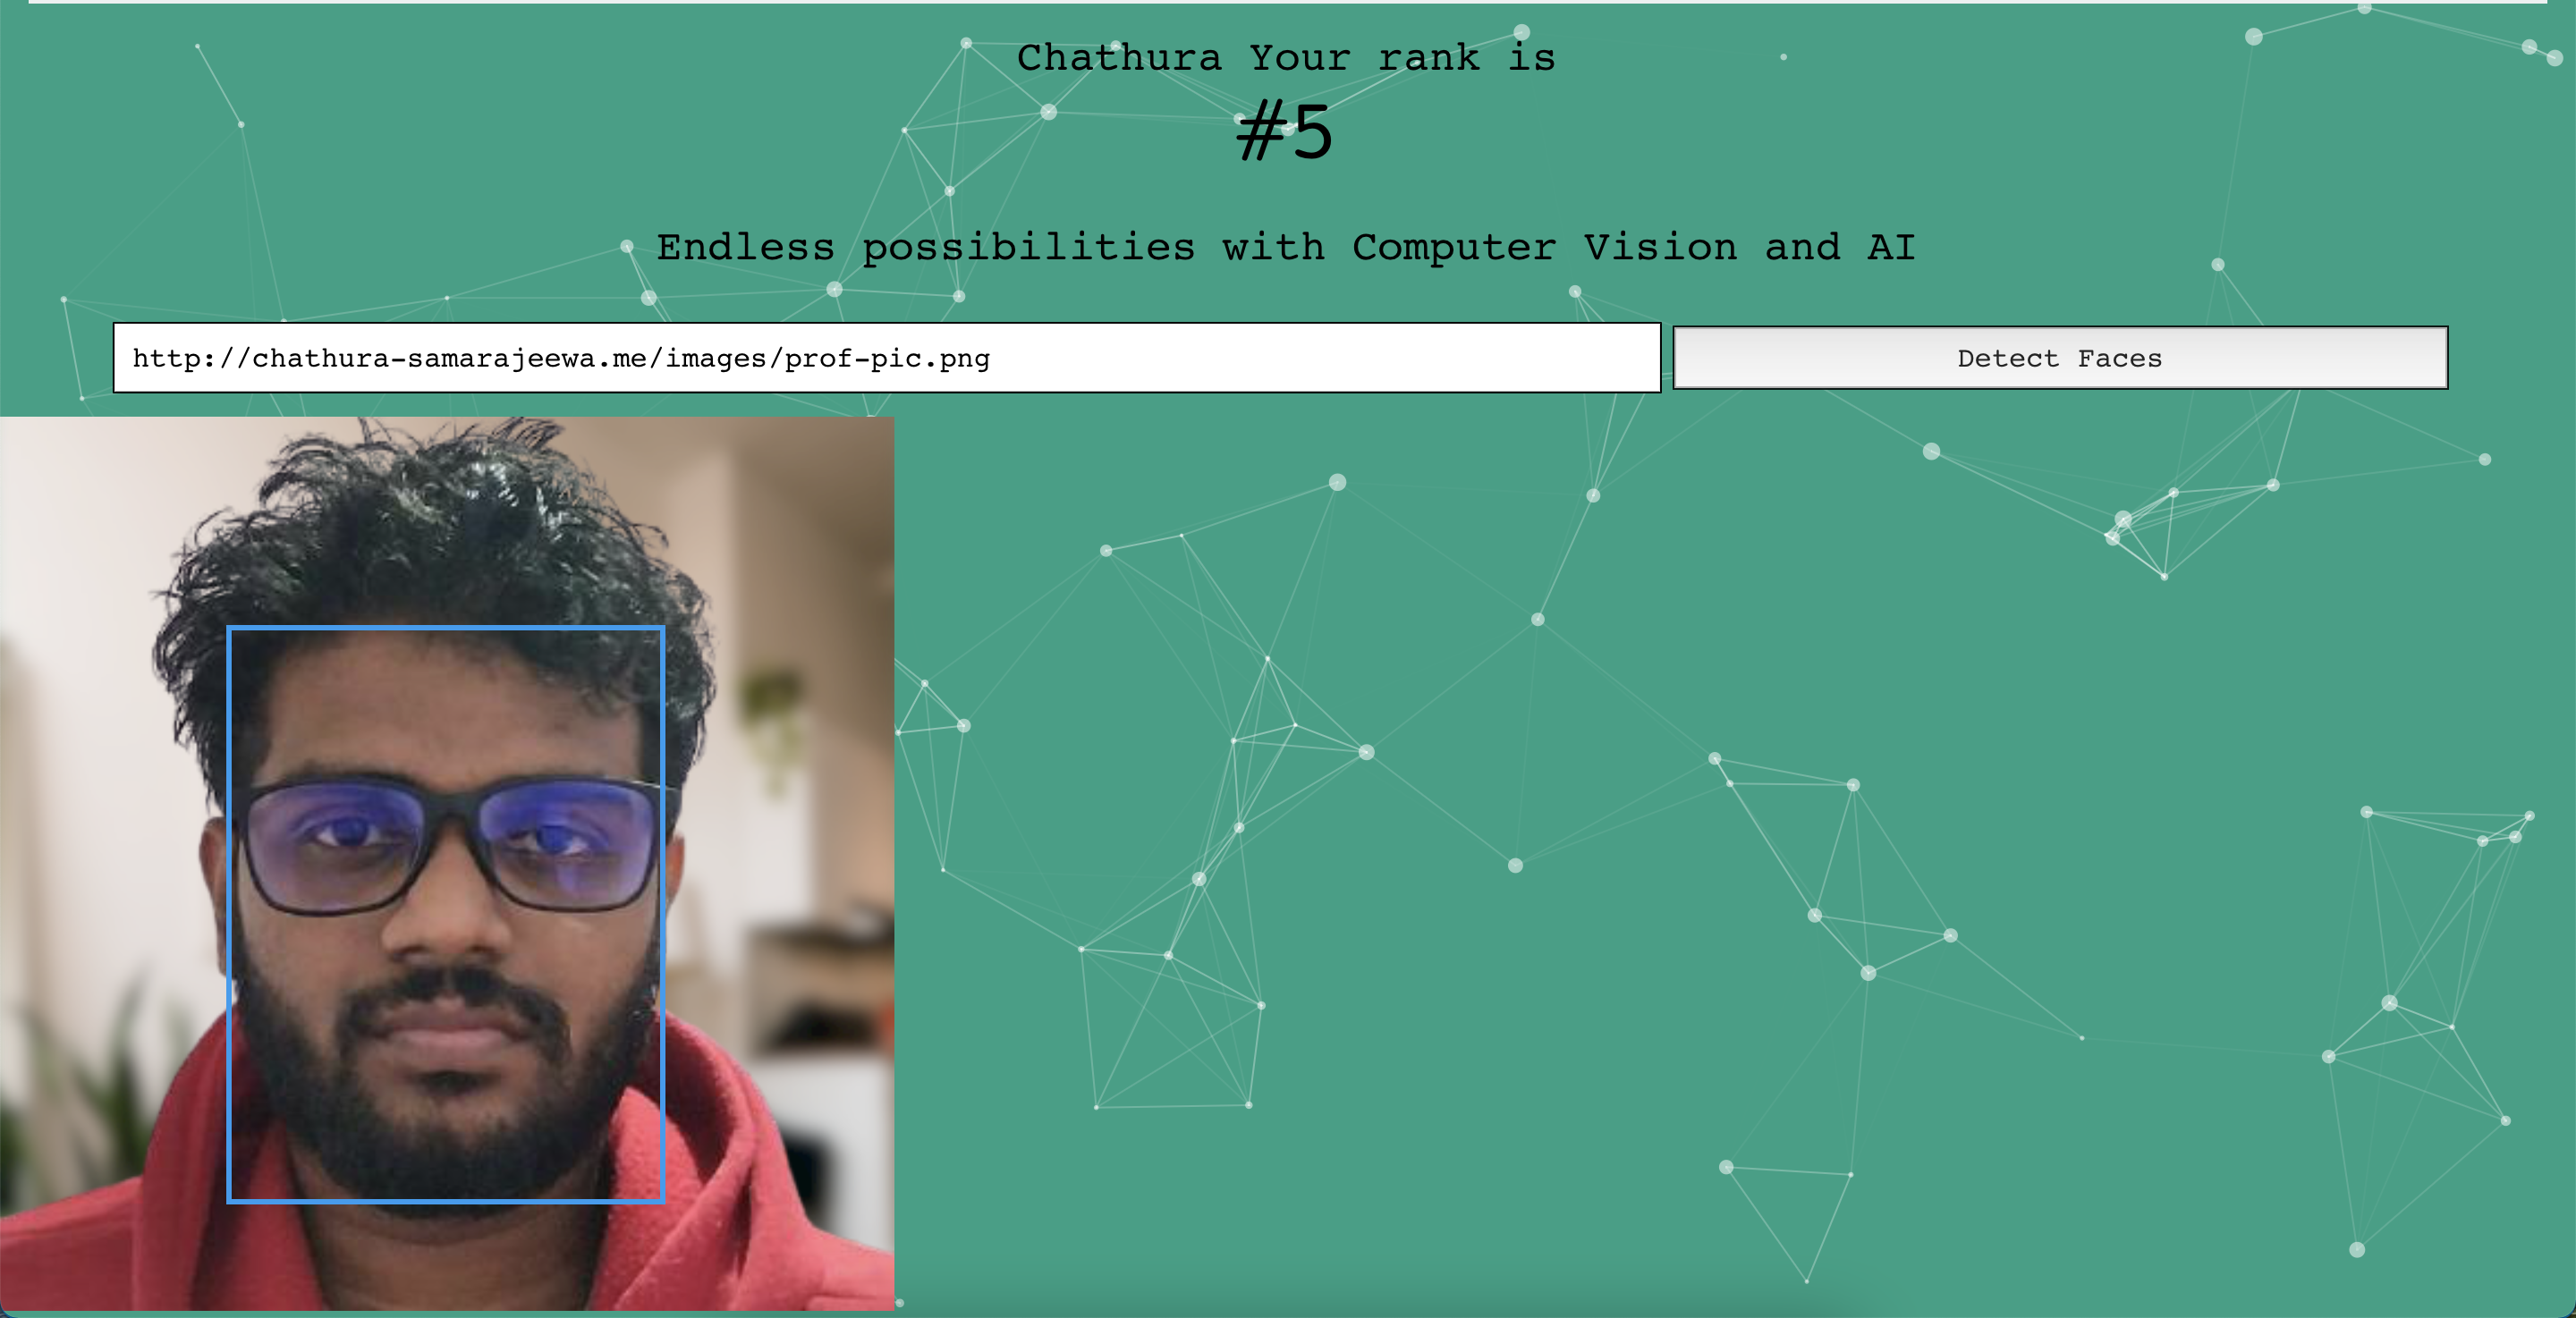 Chathura Your rank is
#5
Endless possibilities with Computer Vision and AI
http://chathura-samarajeewa.me/images/prof-pic.png
Detect Faces